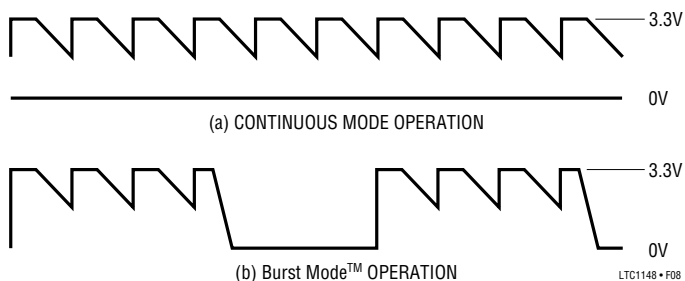 3.3V
0V
(a) CONTINUOUS MODE OPERATION
3.3V
0V
(b) Burst Mode™ OPERATION
LTC1148 • F08